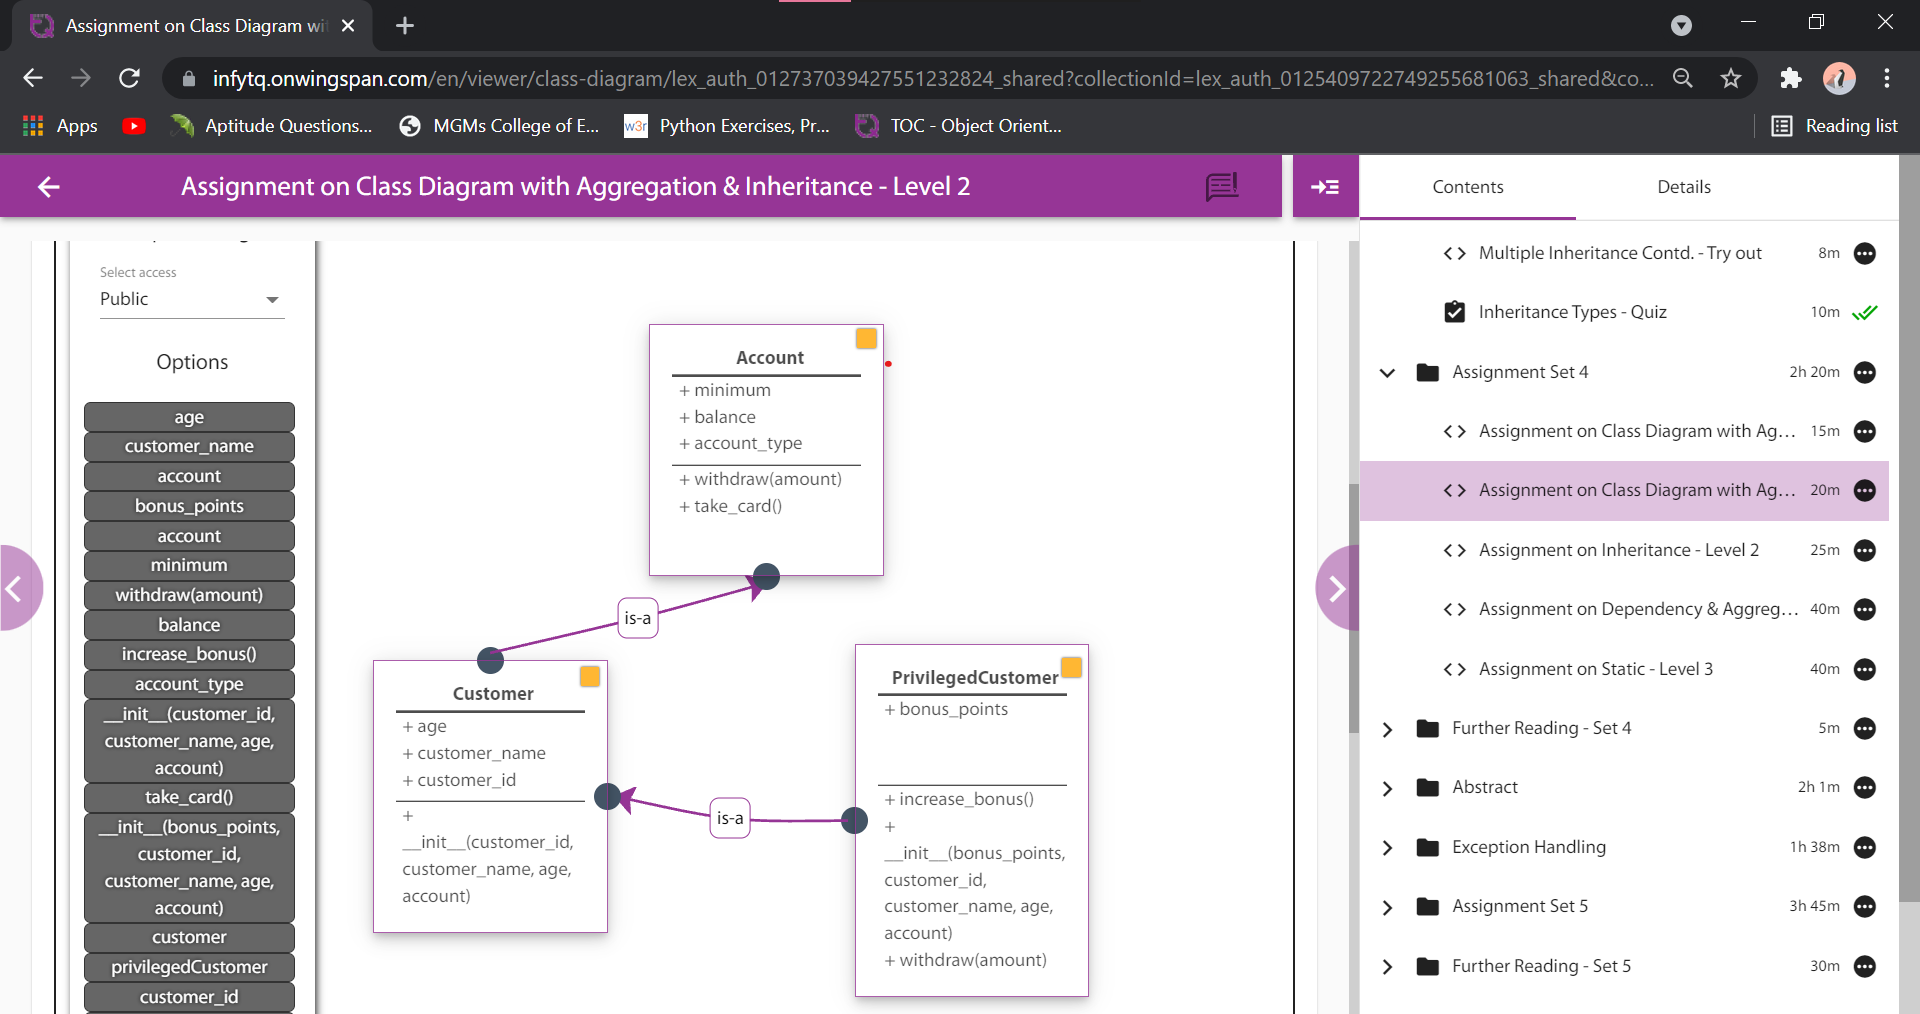 Assignment on Class Diagram wi
infytq.onwingspan.com/en/viewer/class-diagram/lex_auth_012737039427551232824_shared?collectionId=lex_auth_0125409722749255681063_shared&co...
Apps
Aptitude Questions...
MGMs College of E...
w3r
Python Exercises, Pr...
TOC - Object Orient...
Reading list
Assignment on Class Diagram with Aggregation & Inheritance - Level 2
Select access
Public
Options
age
customer_name
account
bonus_points
account
minimum
withdraw(amount)
balance
increase_bonus()
account_type
__init__(customer_id,
customer_name, age,
account)
take_card()
__init__(bonus_points,
customer_id,
customer_name, age,
account)
customer
privilegedCustomer
customer_id
Account
+ minimum
+ balance
+ account_type
+ withdraw(amount)
+ take_card()
is-a
Customer
+ age
+ customer_name
+ customer_id
+
__init__(customer_id,
customer_name, age,
account)
is-a
PrivilegedCustomer
+ bonus_points
+ increase_bonus()
+
__init__(bonus_points,
customer_id,
customer_name, age,
account)
+ withdraw(amount)
Contents
Details
Multiple Inheritance Contd. - Try out 8m
Inheritance Types - Quiz 10m
Assignment Set 4 2h 20m
Assignment on Class Diagram with Ag... 15m
Assignment on Class Diagram with Ag... 20m
Assignment on Inheritance - Level 2 25m
Assignment on Dependency & Aggreg... 40m
Assignment on Static - Level 3 40m
Further Reading - Set 4 5m
Abstract 2h 1m
Exception Handling 1h 38m
Assignment Set 5 3h 45m
Further Reading - Set 5 30m